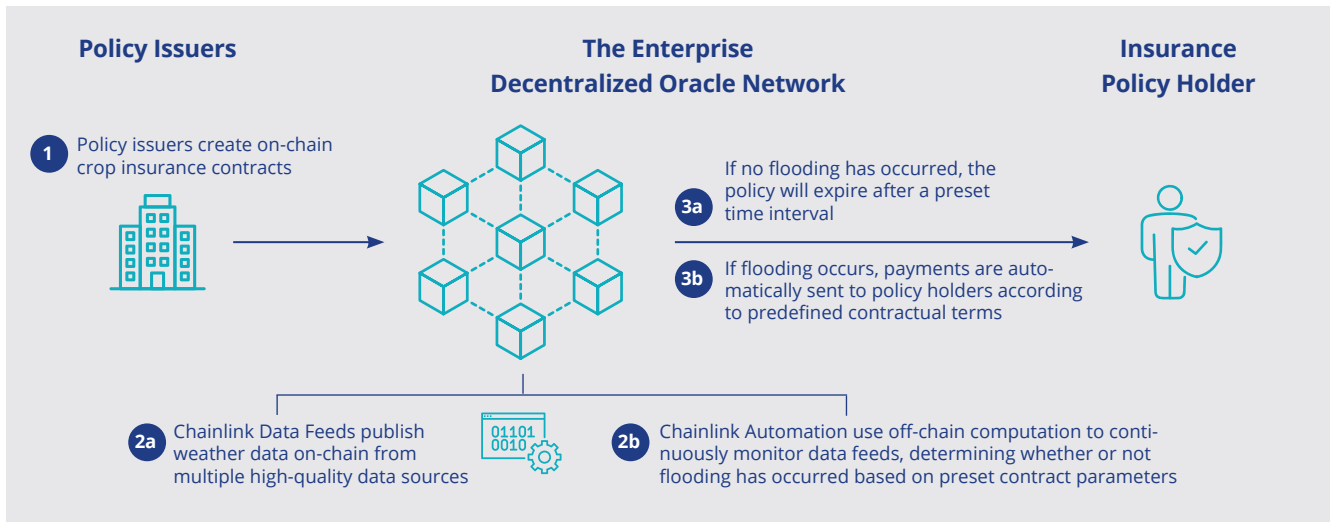 Policy Issuers
The Enterprise
Decentralized Oracle Network
Insurance
Policy Holder
1
Policy issuers create on-chain
crop insurance contracts
3a
If no flooding has occurred, the
policy will expire after a preset
time interval
3b
If flooding occurs, payments are auto-
matically sent to policy holders according
to predefined contractual terms
2a
Chainlink Data Feeds publish
weather data on-chain from
multiple high-quality data sources
01101
0010
2b
Chainlink Automation use off-chain computation to conti-
nuously monitor data feeds, determining whether or not
flooding has occurred based on preset contract parameters